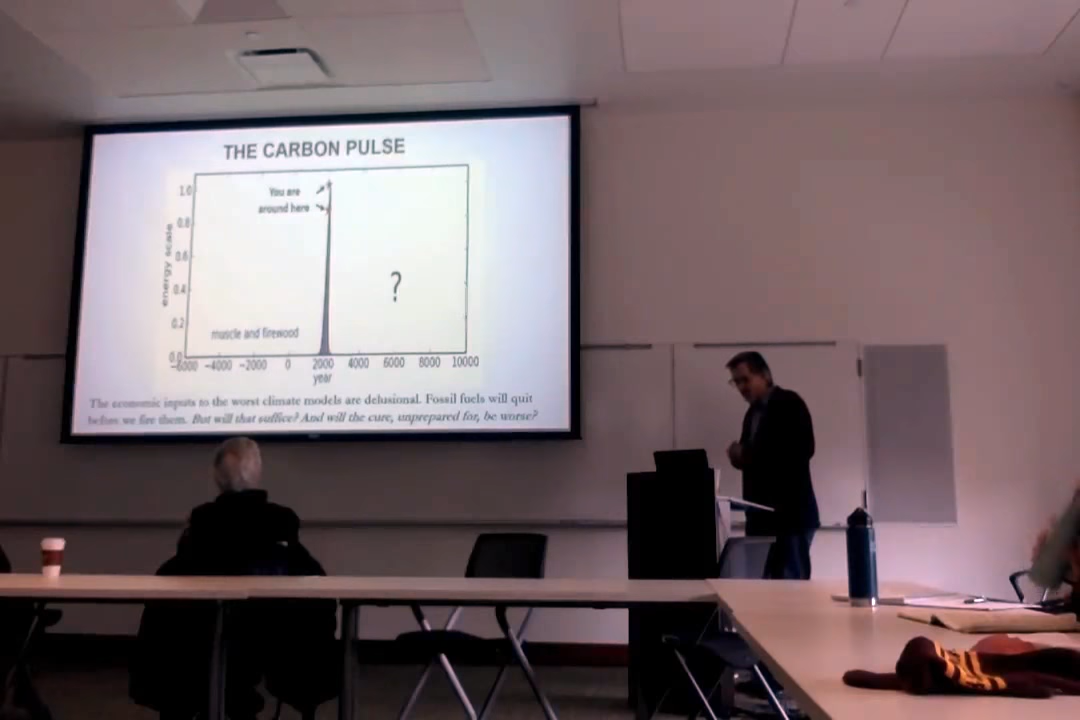 THE CARBON PULSE
You are
around here
1.0
0.8
0.6
0.4
0.2
0.0
energy scale
?
muscle and firewood
−6000 −4000 −2000 0 2000 4000 6000 8000 10000
year
The economic inputs to the worst climate models are delusional. Fossil fuels will quit
before we fire them. But will that suffice? And will the cure, unprepared for, be worse?